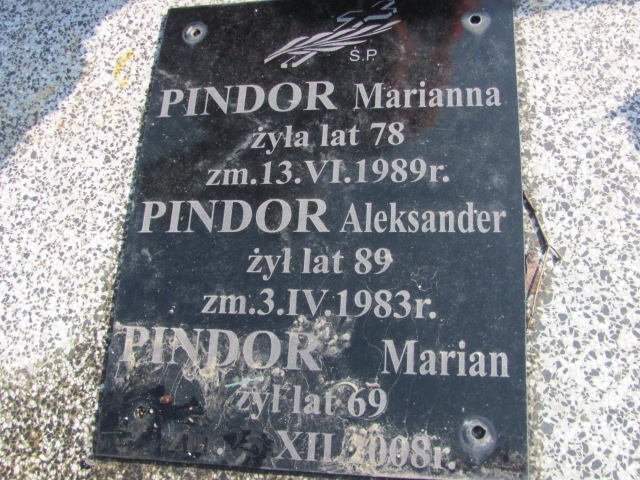 Ś.P.
PINDOR Marianna
żyła lat 78
zm.13.VI.1989r.
PINDOR Aleksander
żył lat 89
zm.3.IV.1983r.
PINDOR Marian
żył lat 69
XII.2008r.